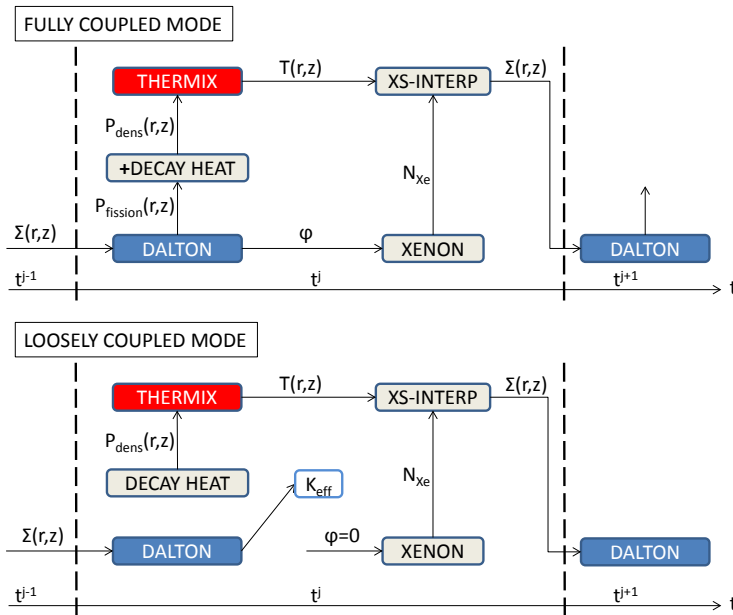 FULLY COUPLED MODE
THERMIX
T(r,z)
XS-INTERP
Σ(r,z)
P_dens(r,z)
+DECAY HEAT
N_Xe
P_fission(r,z)
Σ(r,z)
DALTON
φ
XENON
DALTON
t^j-1
t^j
t^j+1
t
LOOSELY COUPLED MODE
THERMIX
T(r,z)
XS-INTERP
Σ(r,z)
P_dens(r,z)
DECAY HEAT
K_eff
N_Xe
Σ(r,z)
DALTON
φ=0
XENON
DALTON
t^j-1
t^j
t^j+1
t